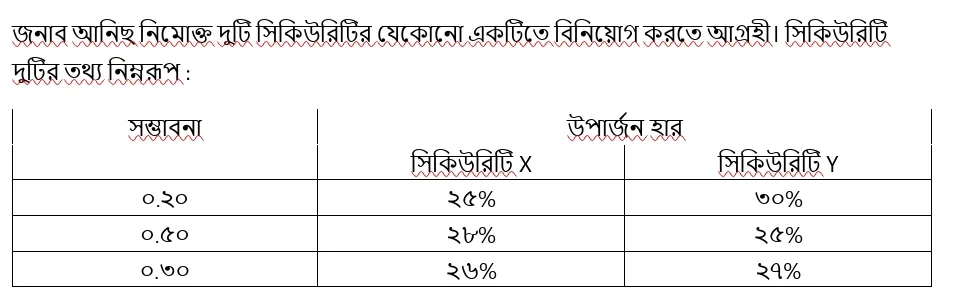 জনাব আনিছ নিমোক্ত দুটি সিকিউরিটির যেকোনো একটিতে বিনিয়োগ করতে আগ্রহী। সিকিউরিটি
দুটির তথ্য নিম্নরূপ :
সম্ভাবনা উপার্জন হার
সিকিউরিটি X সিকিউরিটি Y
০.২০ ২৫% ৩০%
০.৫০ ২৮% ২৫%
০.৩০ ২৬% ২৭%